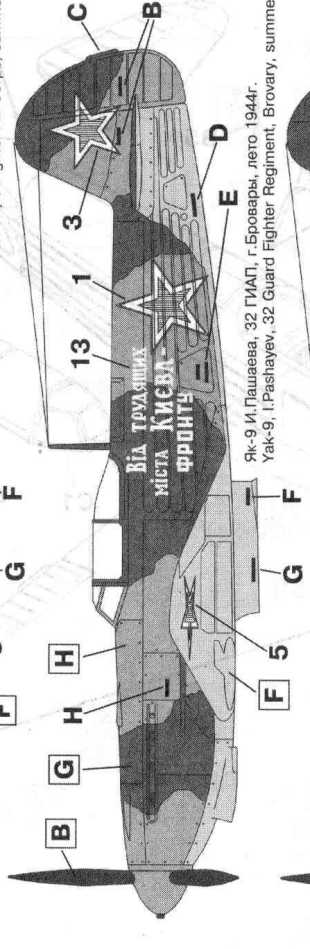 C
B
3
D
1
E
13
Від трудящих
міста Києва-
фронту
F
G
H
H
G
5
F
G
F
B
Як-9 И.Пашаева, 32 ГИАП, г.Бровары, лето 1944г.
Yak-9, I.Pashayev, 32 Guard Fighter Regiment, Brovary, summe